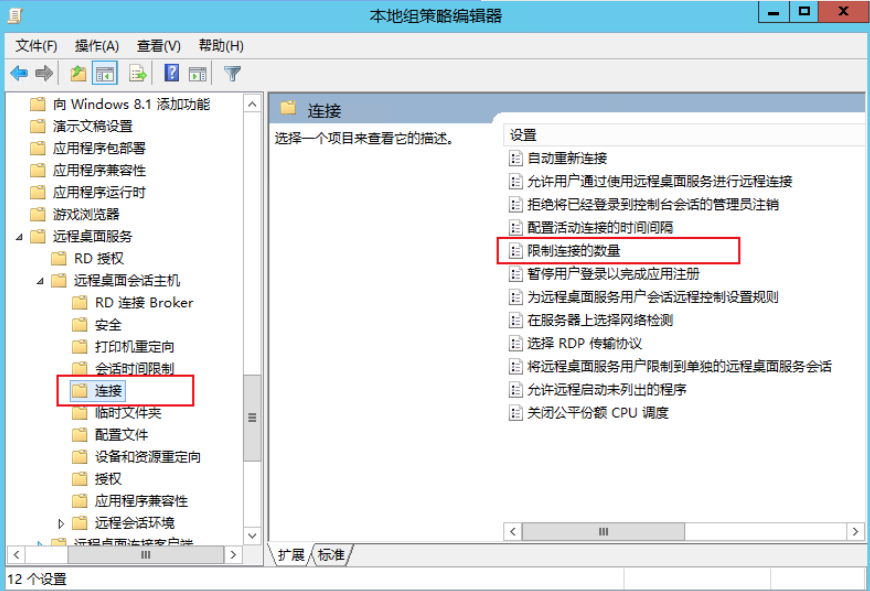 本地组策略编辑器
文件(F) 操作(A) 查看(V) 帮助(H)
向 Windows 8.1 添加功能
演示文稿设置
应用程序包部署
应用程序兼容性
应用程序运行时
游戏浏览器
远程桌面服务
RD 授权
远程桌面会话主机
RD 连接 Broker
安全
打印机重定向
会话时间限制
连接
临时文件夹
配置文件
设备和资源重定向
授权
应用程序兼容性
远程会话环境
远程桌面连接客户端
连接
选择一个项目来查看它的描述。
设置
自动重新连接
允许用户通过使用远程桌面服务进行远程连接
拒绝将已经登录到控制台会话的管理员注销
配置活动连接的时间间隔
限制连接的数量
暂停用户登录以完成应用注册
为远程桌面服务用户会话远程控制设置规则
在服务器上选择网络检测
选择 RDP 传输协议
将远程桌面服务用户限制到单独的远程桌面服务会话
允许远程启动未列出的程序
关闭公平份额 CPU 调度
扩展 标准
12 个设置